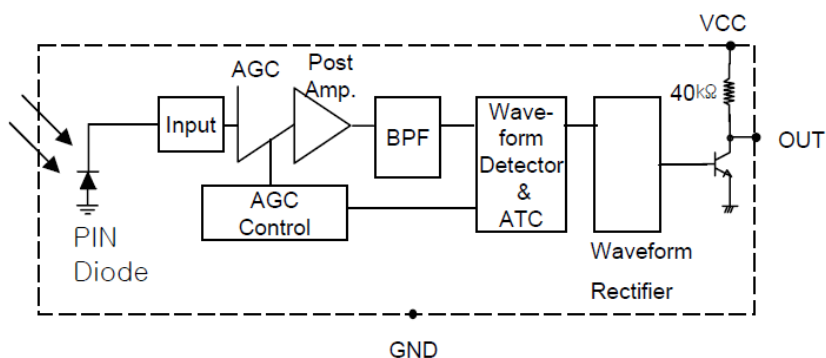 VCC
AGC
Post
Amp.
40kΩ
Input
BPF
Wave-
form
Detector
&
ATC
OUT
AGC
Control
PIN
Diode
Waveform
Rectifier
GND